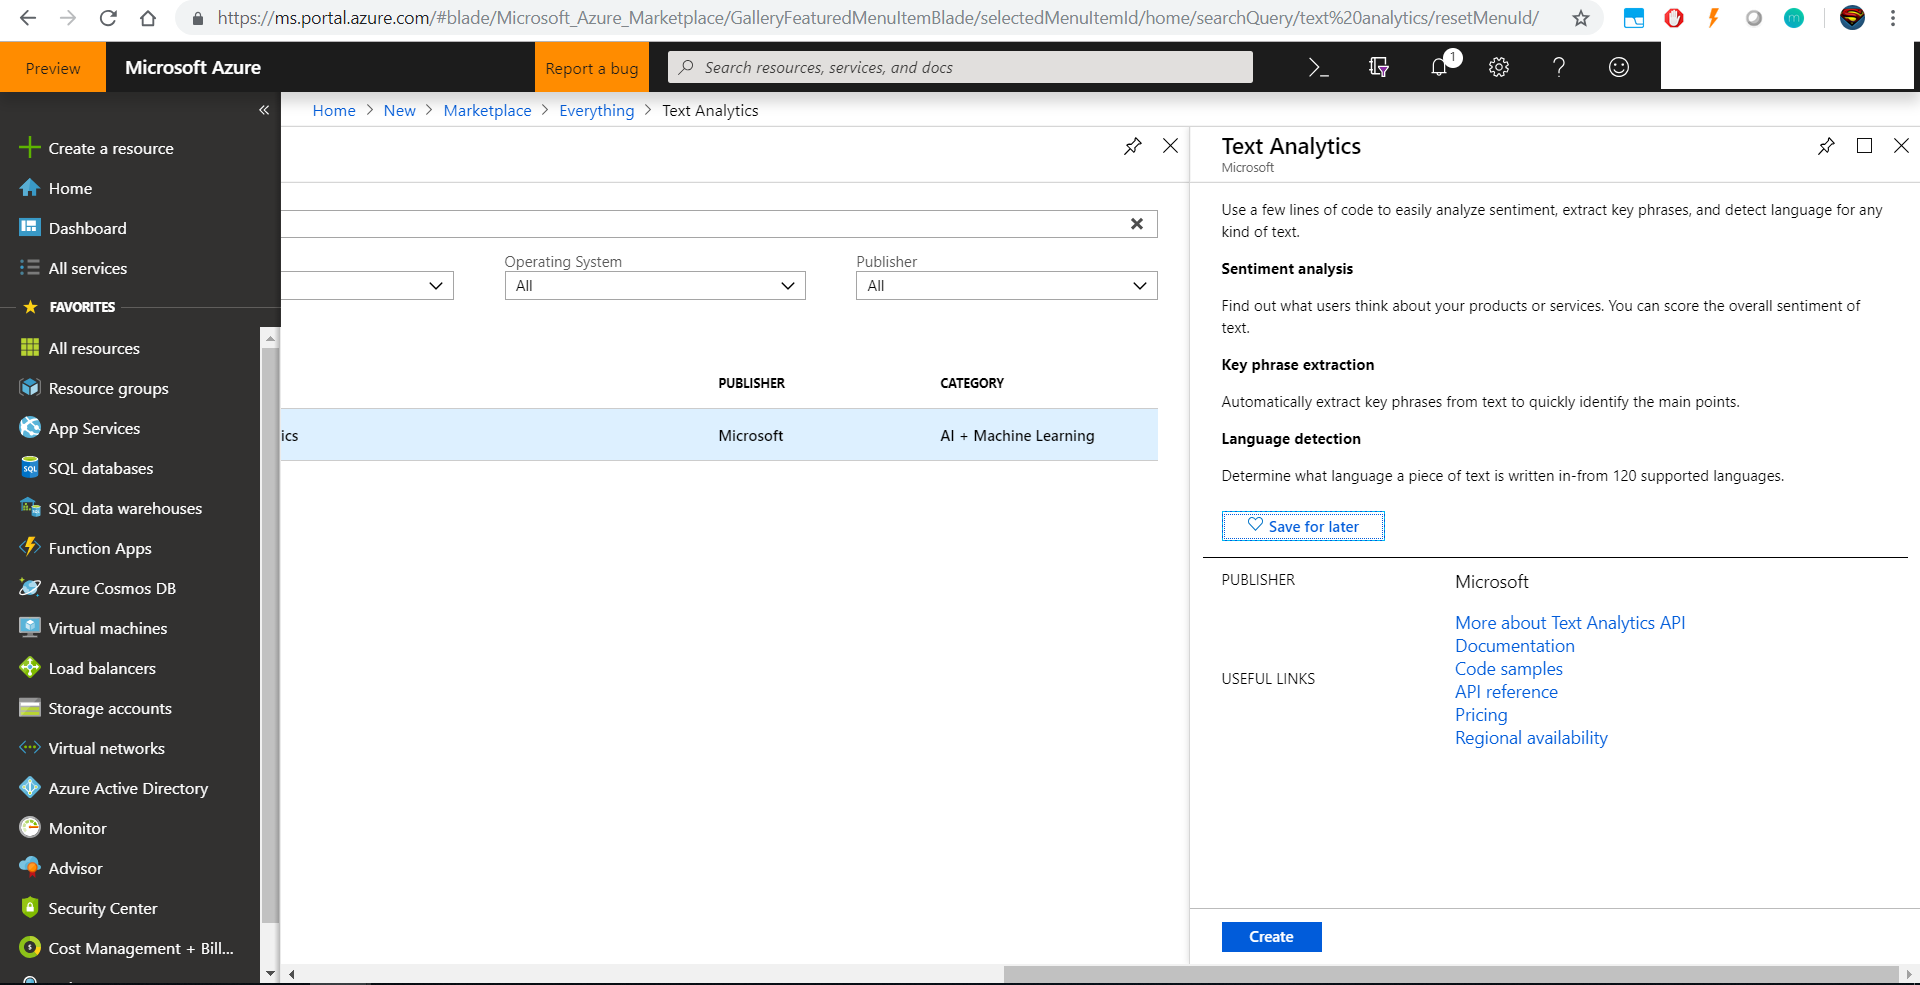 https://ms.portal.azure.com/#blade/Microsoft_Azure_Marketplace/GalleryFeaturedMenuItemBlade/selectedMenuItemId/home/searchQuery/text%20analytics/resetMenuId/
m
Preview
Microsoft Azure
Report a bug
Search resources, services, and docs
1
Home > New > Marketplace > Everything > Text Analytics
Create a resource
Home
Dashboard
All services
FAVORITES
All resources
Resource groups
App Services
SQL databases
SQL data warehouses
Function Apps
Azure Cosmos DB
Virtual machines
Load balancers
Storage accounts
Virtual networks
Azure Active Directory
Monitor
Advisor
Security Center
Cost Management + Bill...
Operating System
Publisher
All
All
PUBLISHER
CATEGORY
ics
Microsoft
AI + Machine Learning
Text Analytics
Microsoft
Use a few lines of code to easily analyze sentiment, extract key phrases, and detect language for any
kind of text.
Sentiment analysis
Find out what users think about your products or services. You can score the overall sentiment of
text.
Key phrase extraction
Automatically extract key phrases from text to quickly identify the main points.
Language detection
Determine what language a piece of text is written in-from 120 supported languages.
Save for later
PUBLISHER
Microsoft
USEFUL LINKS
More about Text Analytics API
Documentation
Code samples
API reference
Pricing
Regional availability
Create